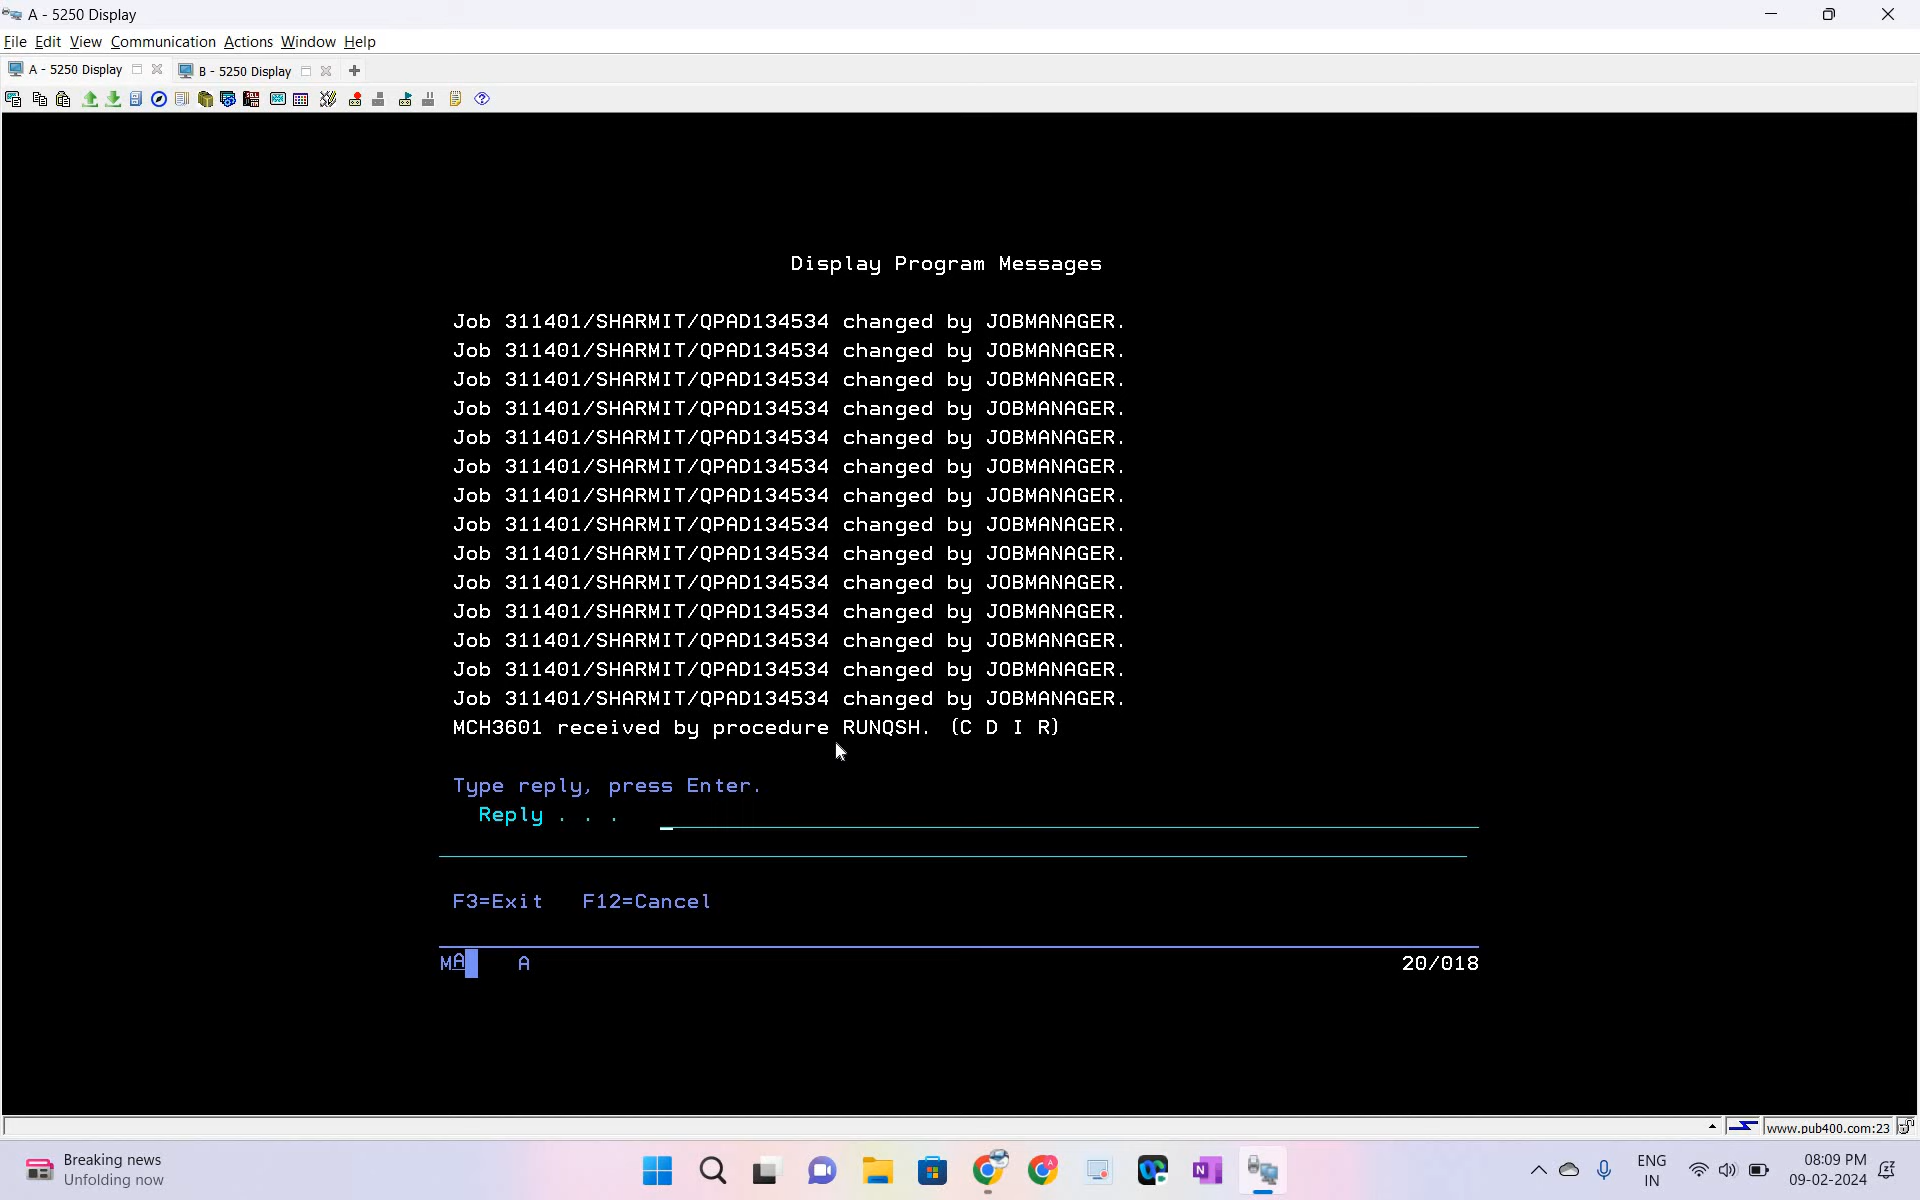 A - 5250 Display
File Edit View Communication Actions Window Help
A - 5250 Display B - 5250 Display
Display Program Messages
Job 311401/SHARMIT/QPAD134534 changed by JOBMANAGER.
Job 311401/SHARMIT/QPAD134534 changed by JOBMANAGER.
Job 311401/SHARMIT/QPAD134534 changed by JOBMANAGER.
Job 311401/SHARMIT/QPAD134534 changed by JOBMANAGER.
Job 311401/SHARMIT/QPAD134534 changed by JOBMANAGER.
Job 311401/SHARMIT/QPAD134534 changed by JOBMANAGER.
Job 311401/SHARMIT/QPAD134534 changed by JOBMANAGER.
Job 311401/SHARMIT/QPAD134534 changed by JOBMANAGER.
Job 311401/SHARMIT/QPAD134534 changed by JOBMANAGER.
Job 311401/SHARMIT/QPAD134534 changed by JOBMANAGER.
Job 311401/SHARMIT/QPAD134534 changed by JOBMANAGER.
Job 311401/SHARMIT/QPAD134534 changed by JOBMANAGER.
Job 311401/SHARMIT/QPAD134534 changed by JOBMANAGER.
Job 311401/SHARMIT/QPAD134534 changed by JOBMANAGER.
MCH3601 received by procedure RUNQSH. (C D I R)
Type reply, press Enter.
Reply . . .
F3=Exit F12=Cancel
MA A 20/018
www.pub400.com:23
Breaking news
Unfolding now
ENG
IN
08:09 PM
09-02-2024